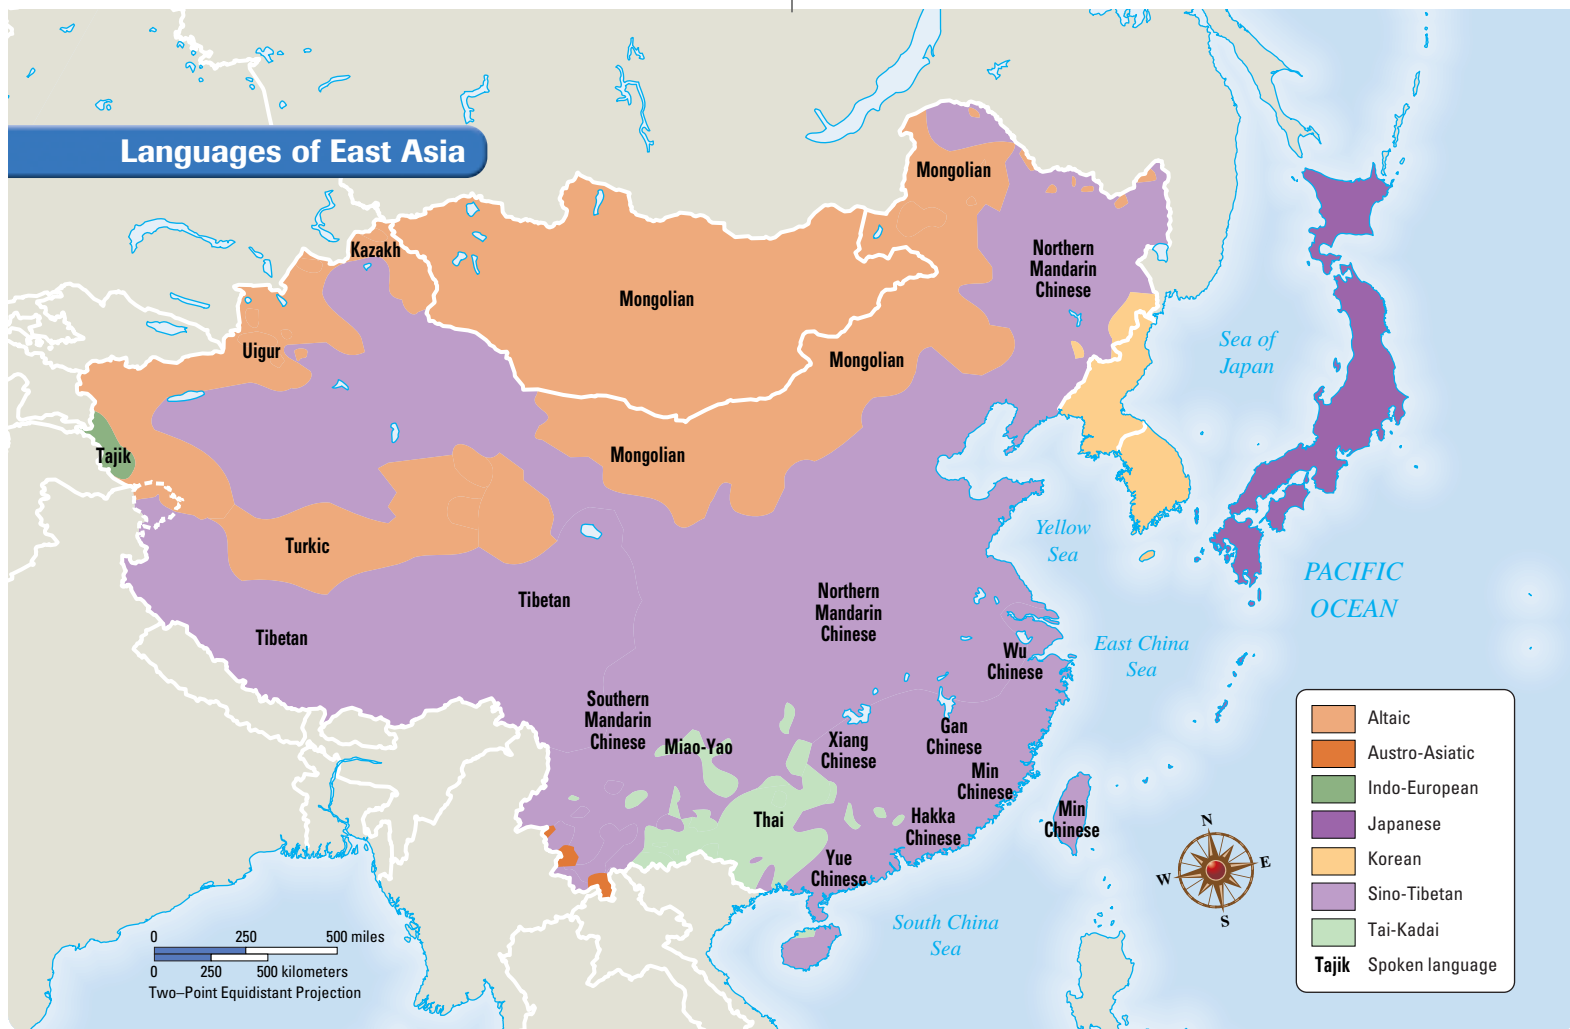 Languages of East Asia
Mongolian
Kazakh
Northern
Mandarin
Chinese
Mongolian
Uigur
Mongolian
Sea of
Japan
Tajik
Mongolian
Turkic
Yellow
Sea
PACIFIC
OCEAN
Tibetan
Northern
Mandarin
Chinese
Tibetan
Wu
Chinese
East China
Sea
Southern
Mandarin
Chinese
Miao-Yao
Xiang
Chinese
Gan
Chinese
Min
Chinese
Thai
Hakka
Chinese
Min
Chinese
Yue
Chinese
South China
Sea
N
E
W
S
Altaic
Austro-Asiatic
Indo-European
Japanese
Korean
Sino-Tibetan
Tai-Kadai
Tajik Spoken language
0 250 500 miles
0 250 500 kilometers
Two–Point Equidistant Projection